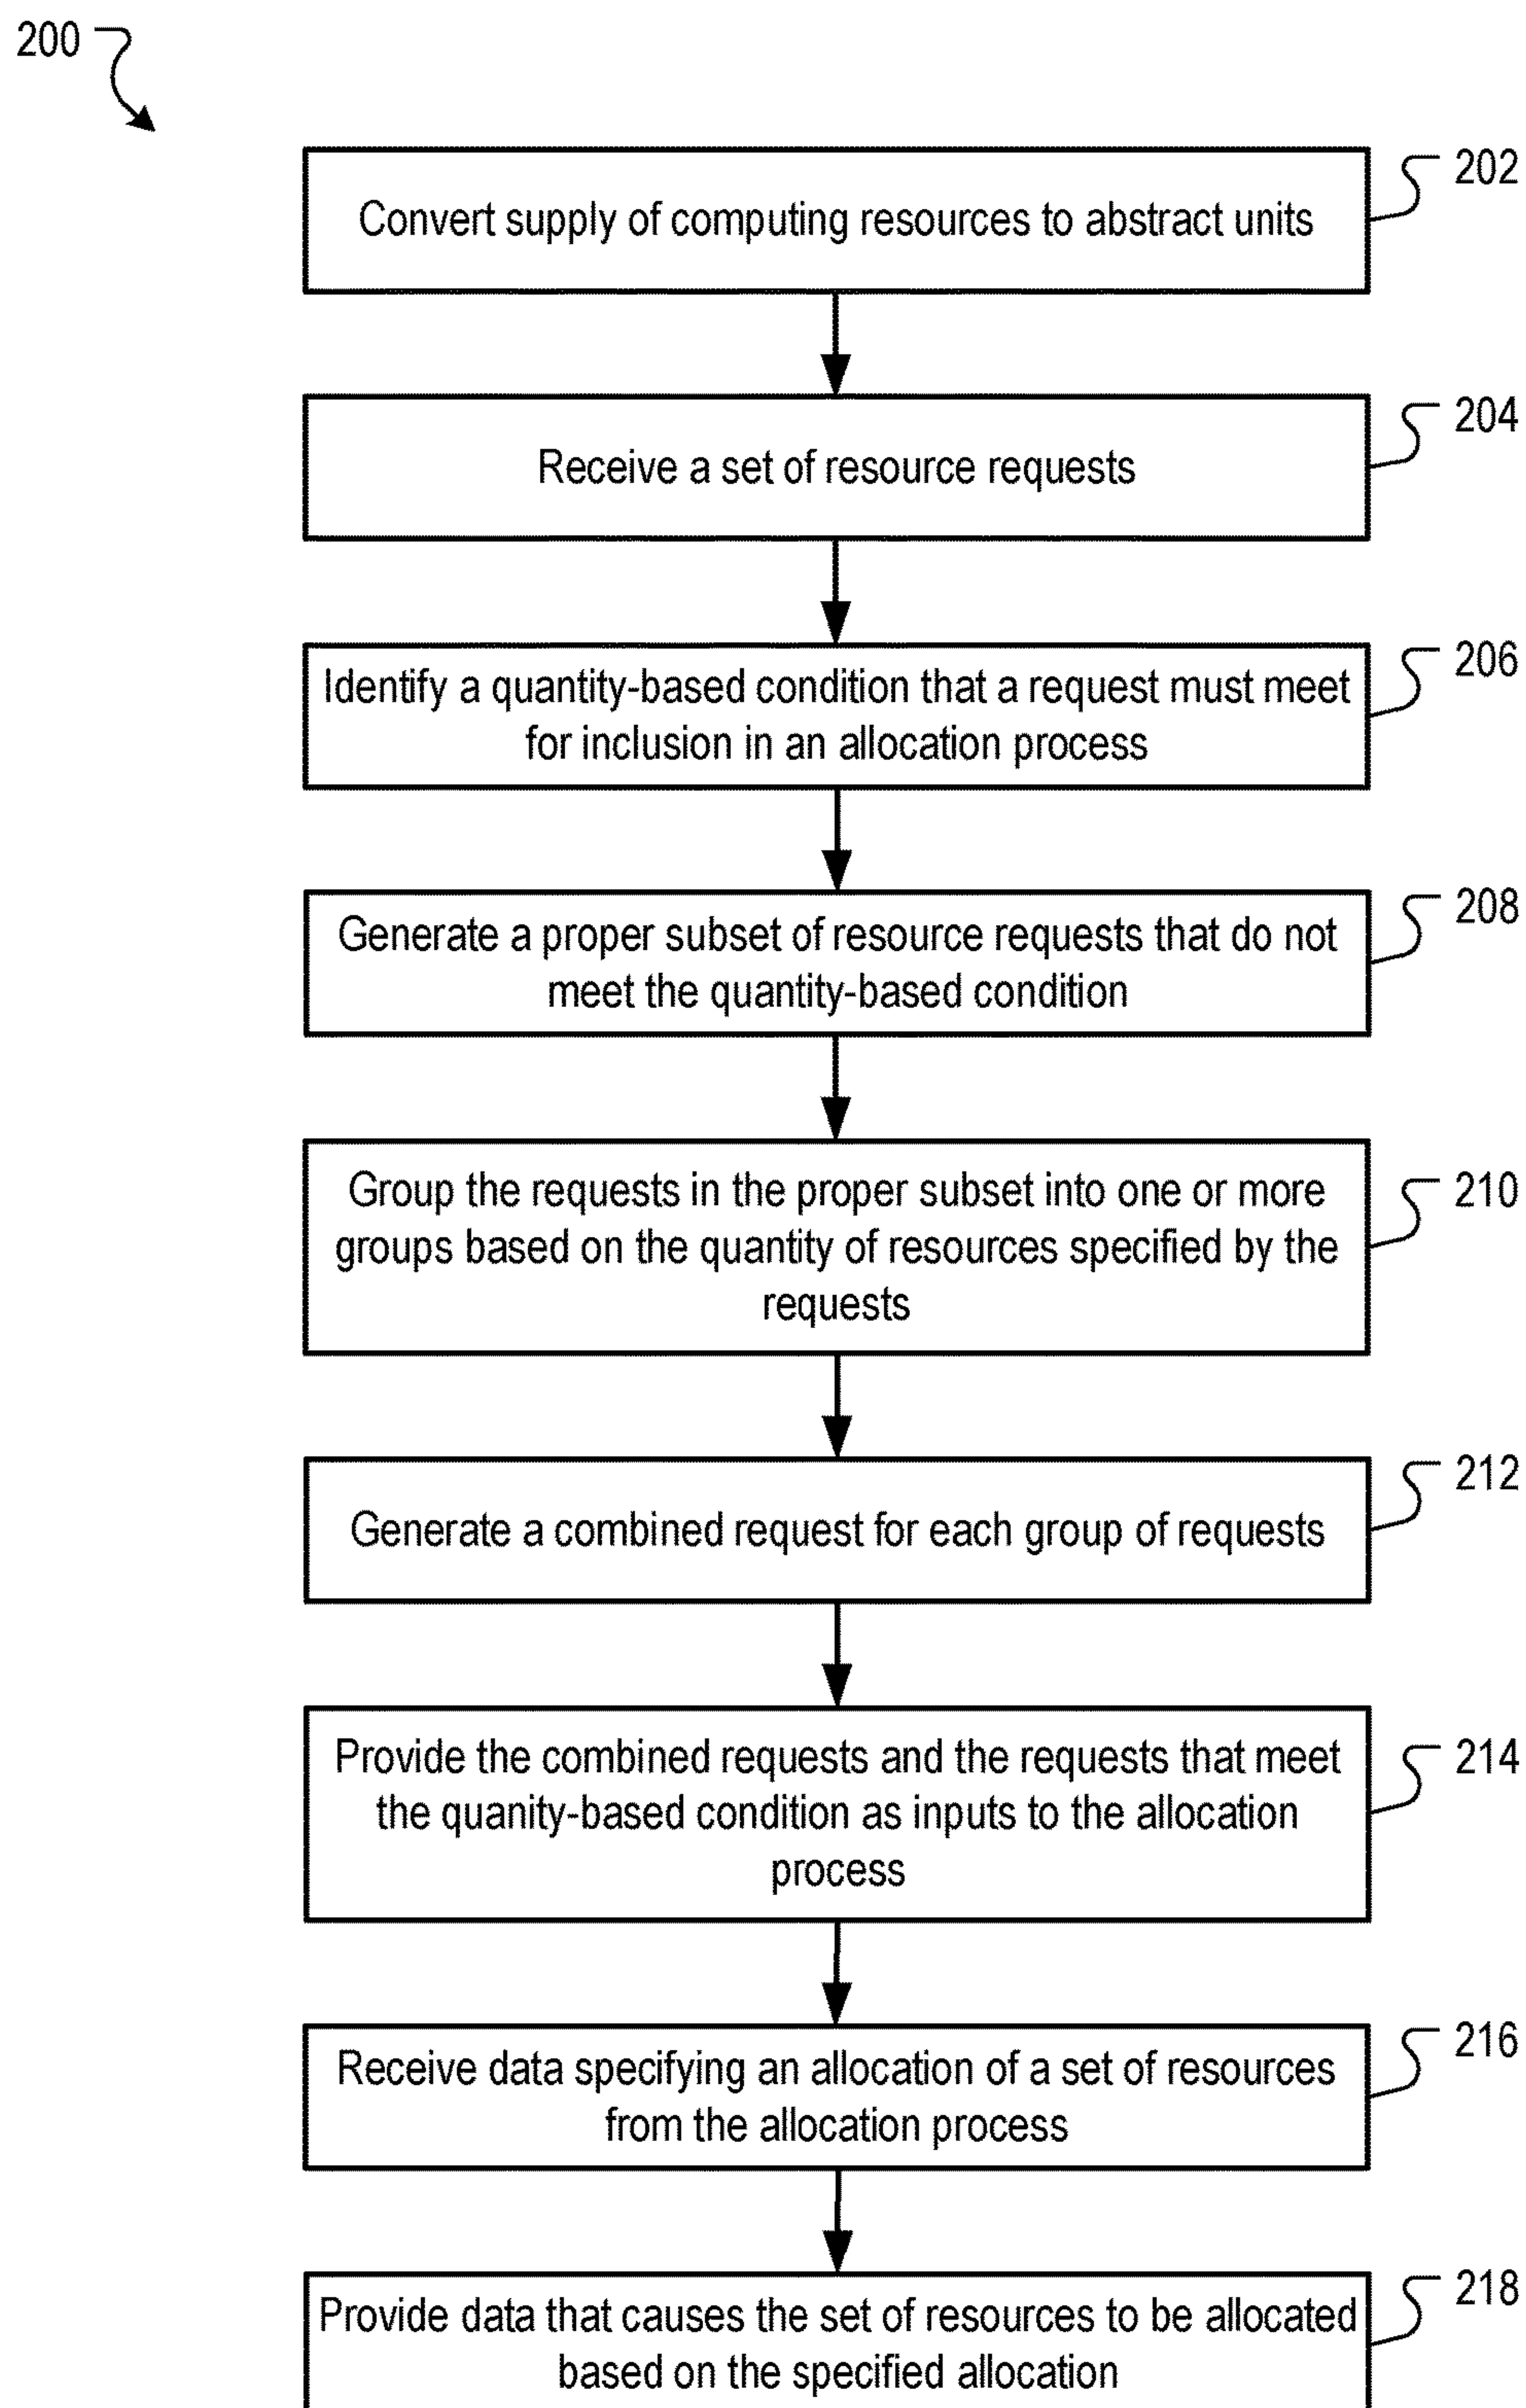 200
Convert supply of computing resources to abstract units
202
Receive a set of resource requests
204
Identify a quantity-based condition that a request must meet
for inclusion in an allocation process
206
Generate a proper subset of resource requests that do not
meet the quantity-based condition
208
Group the requests in the proper subset into one or more
groups based on the quantity of resources specified by the
requests
210
Generate a combined request for each group of requests
212
Provide the combined requests and the requests that meet
the quanity-based condition as inputs to the allocation
process
214
Receive data specifying an allocation of a set of resources
from the allocation process
216
Provide data that causes the set of resources to be allocated
based on the specified allocation
218